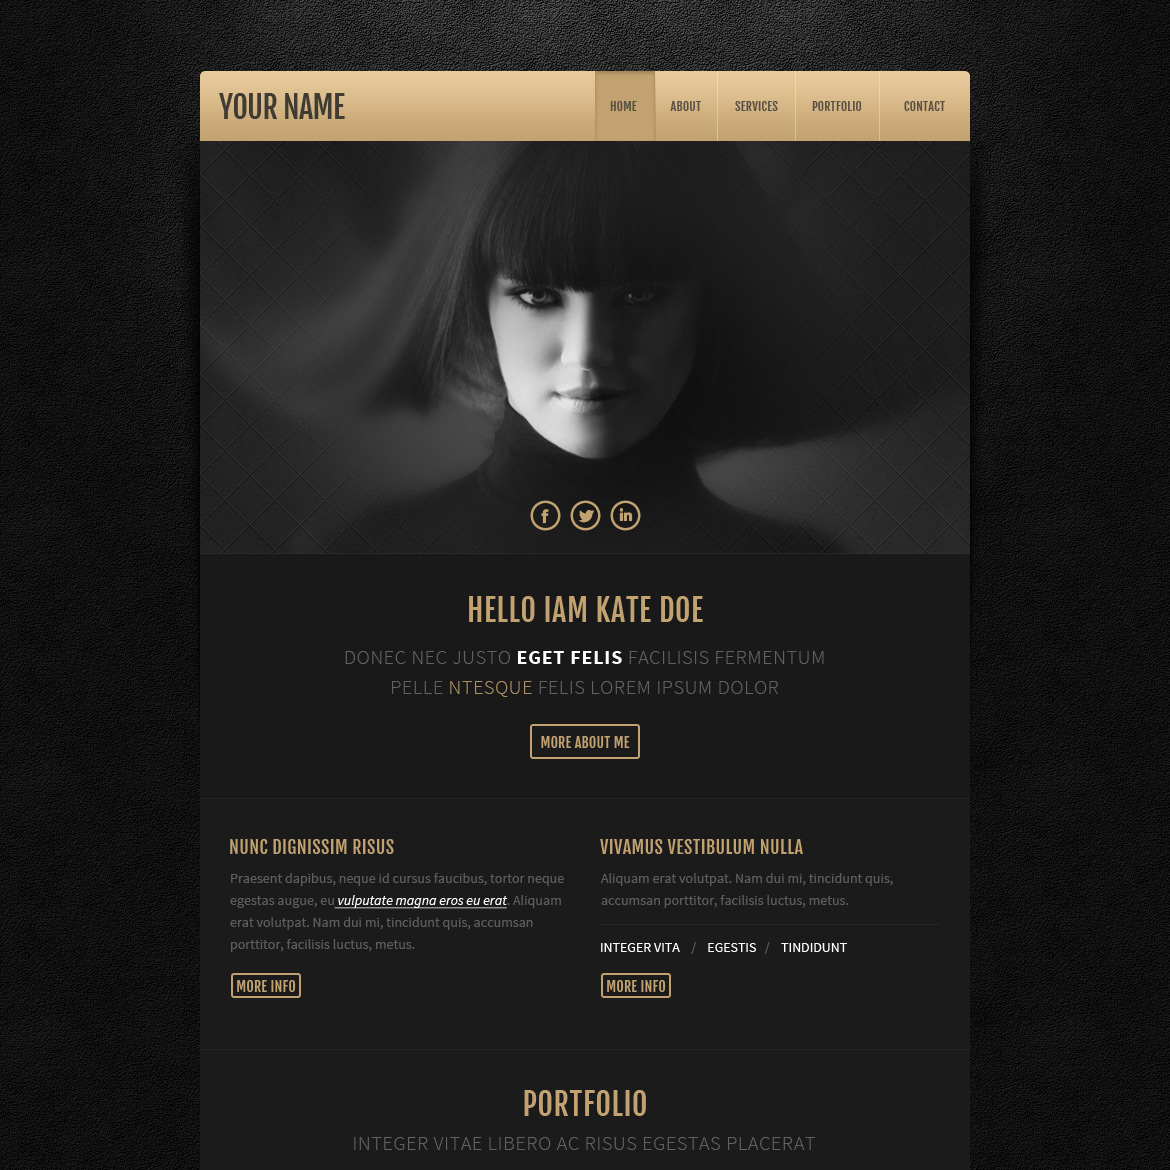 YOUR NAME
HOME ABOUT SERVICES PORTFOLIO CONTACT
f in
HELLO IAM KATE DOE
DONEC NEC JUSTO EGET FELIS FACILISIS FERMENTUM
PELLE NTESQUE FELIS LOREM IPSUM DOLOR
MORE ABOUT ME
NUNC DIGNISSIM RISUS
Praesent dapibus, neque id cursus faucibus, tortor neque
egestas augue, eu vulputate magna eros eu erat. Aliquam
erat volutpat. Nam dui mi, tincidunt quis, accumsan
porttitor, facilisis luctus, metus.
MORE INFO
VIVAMUS VESTIBULUM NULLA
Aliquam erat volutpat. Nam dui mi, tincidunt quis,
accumsan porttitor, facilisis luctus, metus.
INTEGER VITA / EGESTIS / TINDIDUNT
MORE INFO
PORTFOLIO
INTEGER VITAE LIBERO AC RISUS EGESTAS PLACERAT